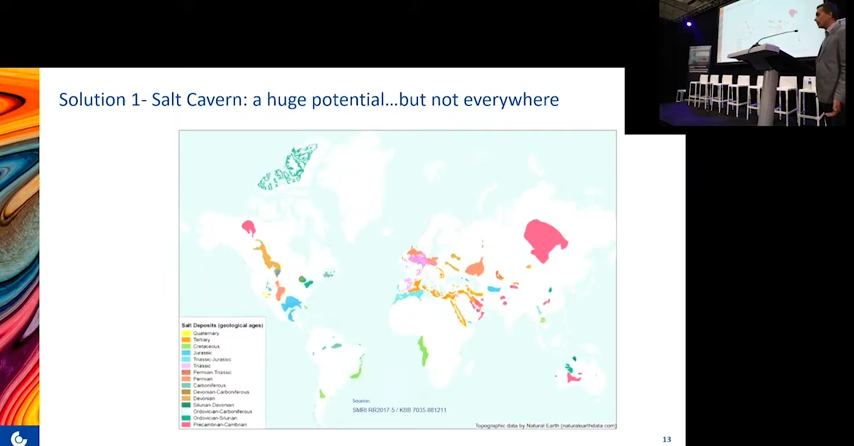 Solution 1- Salt Cavern: a huge potential...but not everywhere
Salt Deposits (geological ages)
Quaternary
Tertiary
Cretaceous
Jurassic
Triassic-Jurassic
Triassic
Permian-Triassic
Permian
Carboniferous
Devonian-Carboniferous
Devonian
Silurian-Devonian
Ordovician-Carboniferous
Ordovician-Silurian
Precambrian-Cambrian
Source:
SMRI RR2017-5 / KBB 7035-881211
Topographic data by Natural Earth (naturalearthdata.com)
13